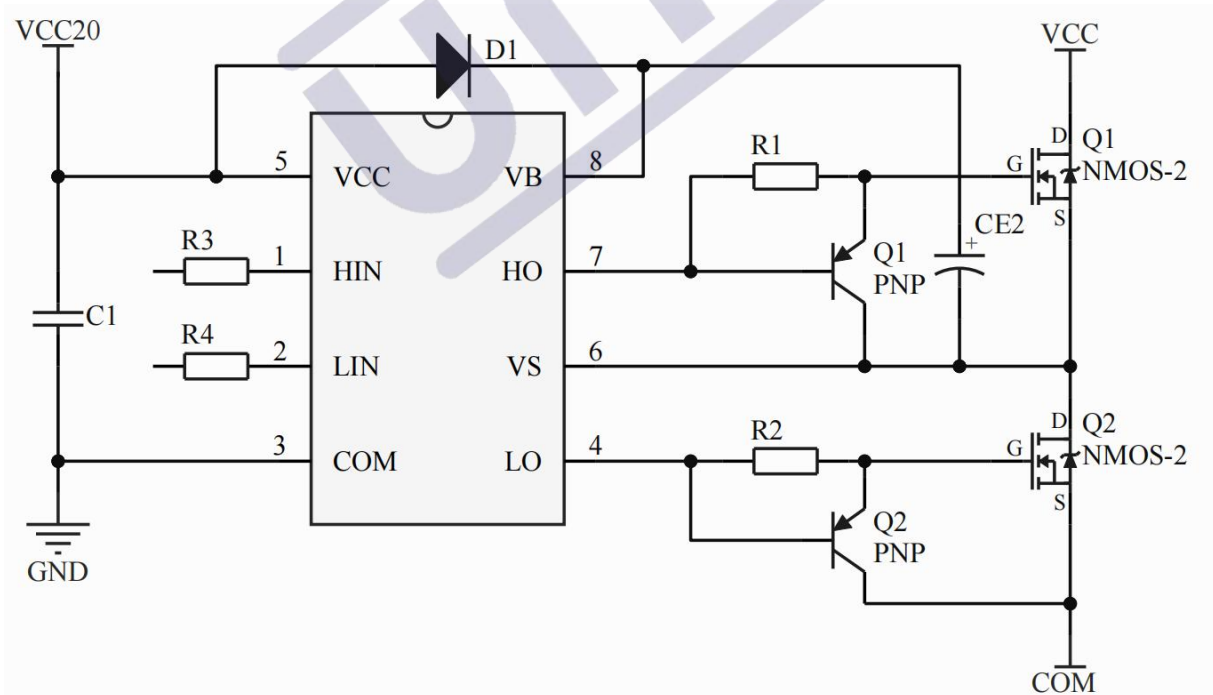 VCC20
VCC
D1
D
Q1
5
VCC
VB
8
R1
G
NMOS-2
S
CE2
+
R3
1
HIN
HO
7
Q1
PNP
C1
R4
2
LIN
VS
6
D
Q2
3
COM
LO
4
R2
G
NMOS-2
S
Q2
PNP
GND
COM